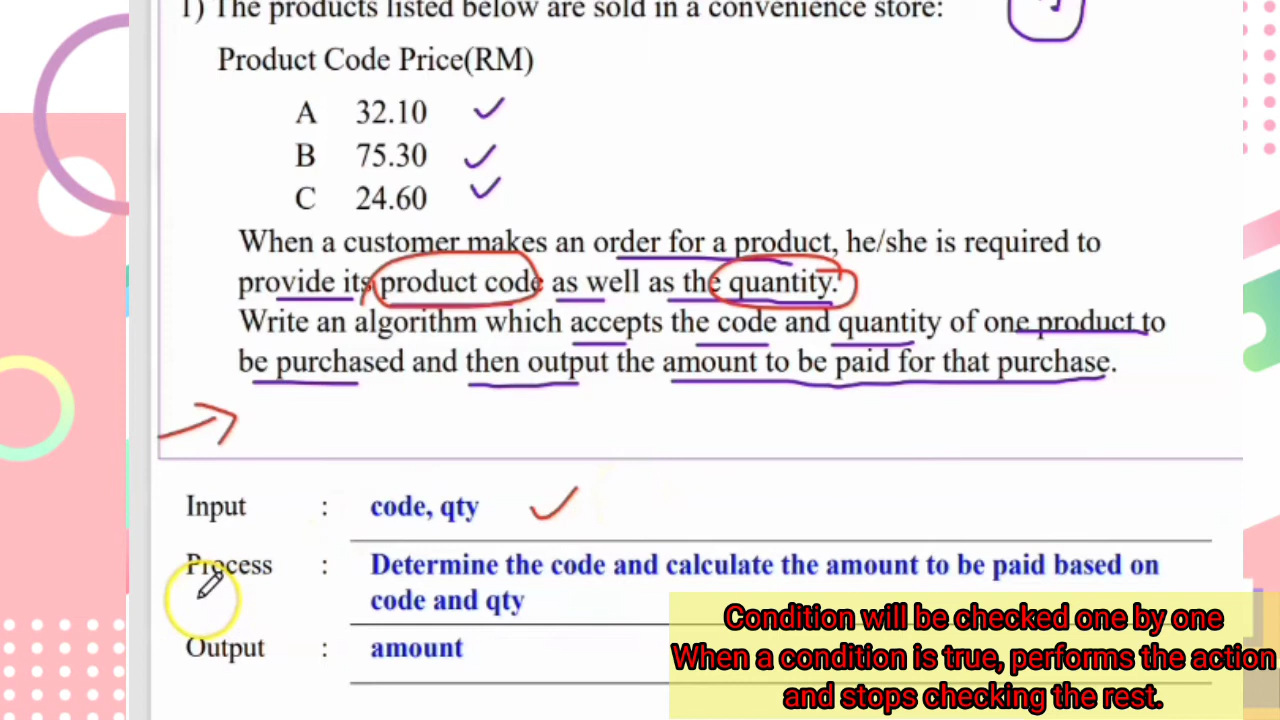 1) The products listed below are sold in a convenience store:
Product Code Price(RM)
A 32.10
B 75.30
C 24.60
When a customer makes an order for a product, he/she is required to
provide its product code as well as the quantity.
Write an algorithm which accepts the code and quantity of one product to
be purchased and then output the amount to be paid for that purchase.
Input : code, qty
Process : Determine the code and calculate the amount to be paid based on
code and qty
Output : amount
Condition will be checked one by one
When a condition is true, performs the action
and stops checking the rest.